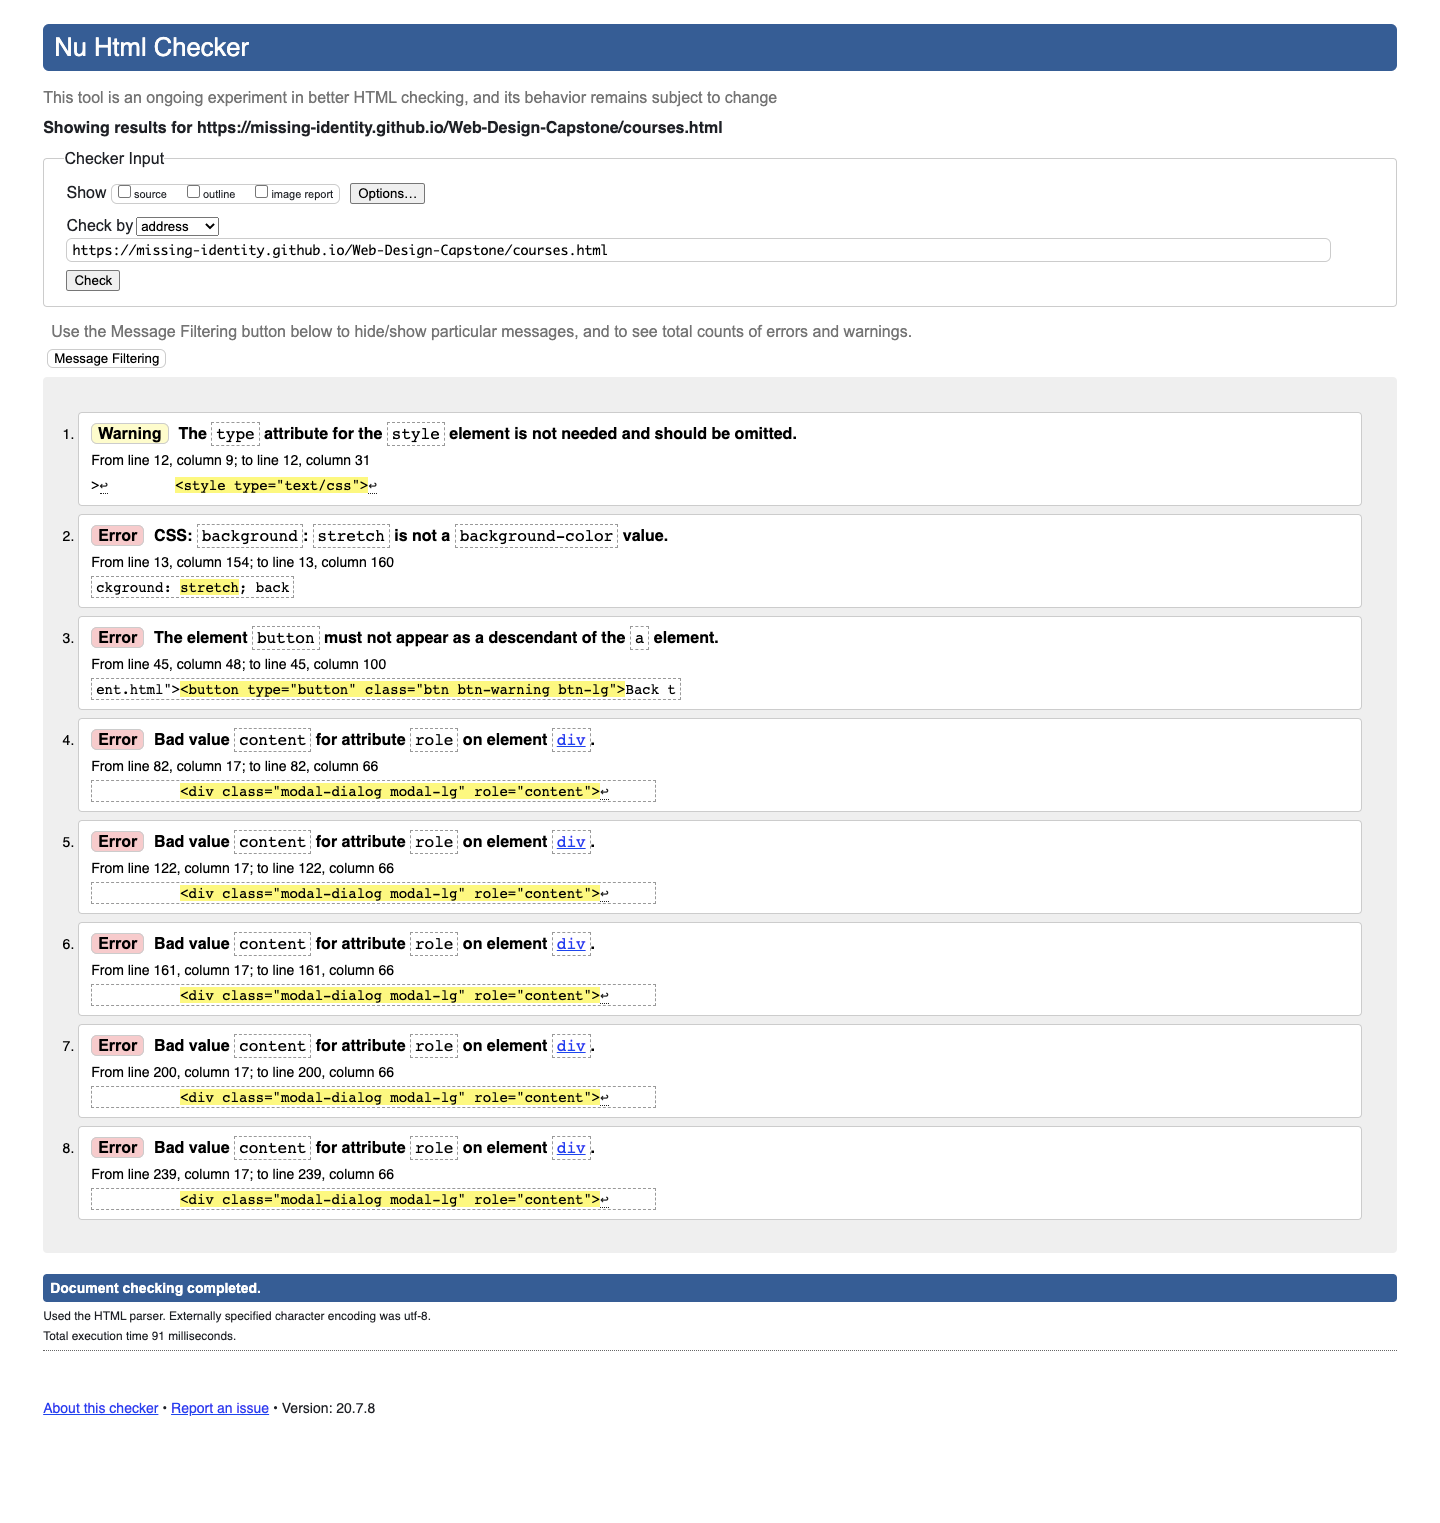 Nu Html Checker
This tool is an ongoing experiment in better HTML checking, and its behavior remains subject to change
Showing results for https://missing-identity.github.io/Web-Design-Capstone/courses.html
Checker Input
Show source outline image report Options...
Check by address
https://missing-identity.github.io/Web-Design-Capstone/courses.html
Check
Use the Message Filtering button below to hide/show particular messages, and to see total counts of errors and warnings.
Message Filtering
1. Warning The type attribute for the style element is not needed and should be omitted.
From line 12, column 9; to line 12, column 31
>↩ <style type="text/css">↩
2. Error CSS: background: stretch is not a background-color value.
From line 13, column 154; to line 13, column 160
ckground: stretch; back
3. Error The element button must not appear as a descendant of the a element.
From line 45, column 48; to line 45, column 100
ent.html"><button type="button" class="btn btn-warning btn-lg">Back t
4. Error Bad value content for attribute role on element div.
From line 82, column 17; to line 82, column 66
<div class="modal-dialog modal-lg" role="content">↩
5. Error Bad value content for attribute role on element div.
From line 122, column 17; to line 122, column 66
<div class="modal-dialog modal-lg" role="content">↩
6. Error Bad value content for attribute role on element div.
From line 161, column 17; to line 161, column 66
<div class="modal-dialog modal-lg" role="content">↩
7. Error Bad value content for attribute role on element div.
From line 200, column 17; to line 200, column 66
<div class="modal-dialog modal-lg" role="content">↩
8. Error Bad value content for attribute role on element div.
From line 239, column 17; to line 239, column 66
<div class="modal-dialog modal-lg" role="content">↩
Document checking completed.
Used the HTML parser. Externally specified character encoding was utf-8.
Total execution time 91 milliseconds.
About this checker • Report an issue • Version: 20.7.8